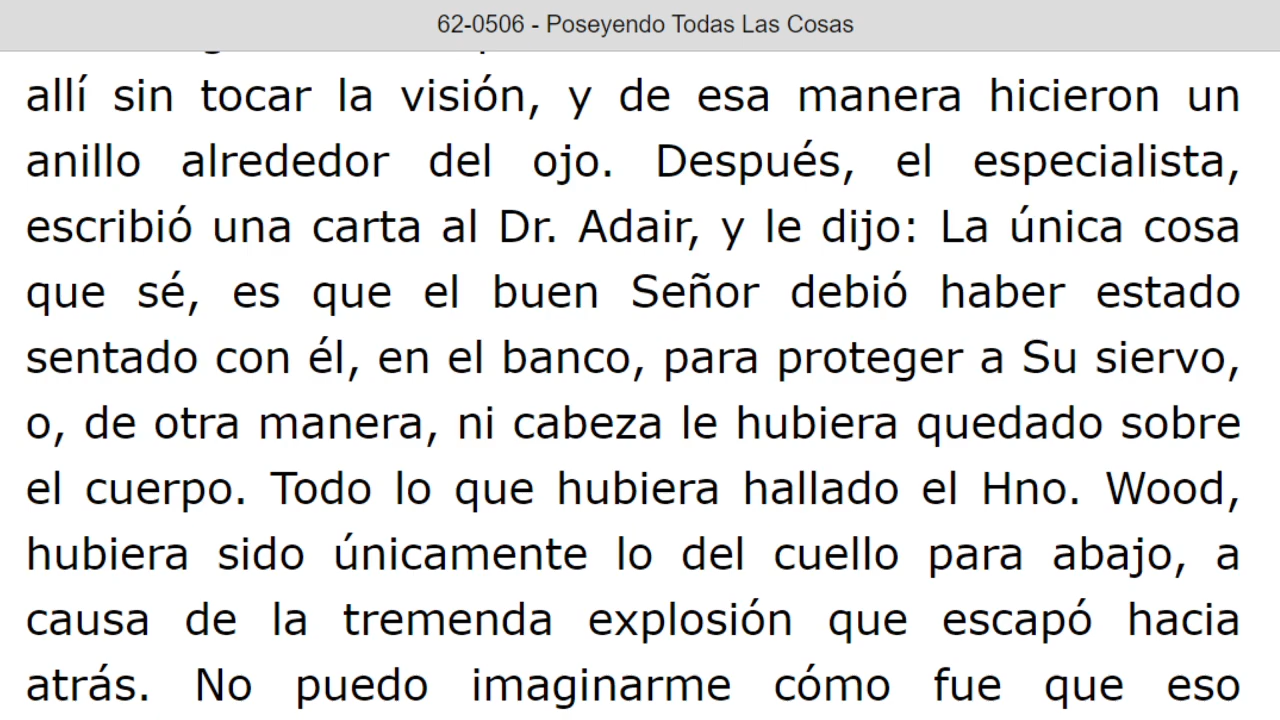 62-0506 - Poseyendo Todas Las Cosas
allí sin tocar la visión, y de esa manera hicieron un
anillo alrededor del ojo. Después, el especialista,
escribió una carta al Dr. Adair, y le dijo: La única cosa
que sé, es que el buen Señor debió haber estado
sentado con él, en el banco, para proteger a Su siervo,
o, de otra manera, ni cabeza le hubiera quedado sobre
el cuerpo. Todo lo que hubiera hallado el Hno. Wood,
hubiera sido únicamente lo del cuello para abajo, a
causa de la tremenda explosión que escapó hacia
atrás. No puedo imaginarme cómo fue que eso